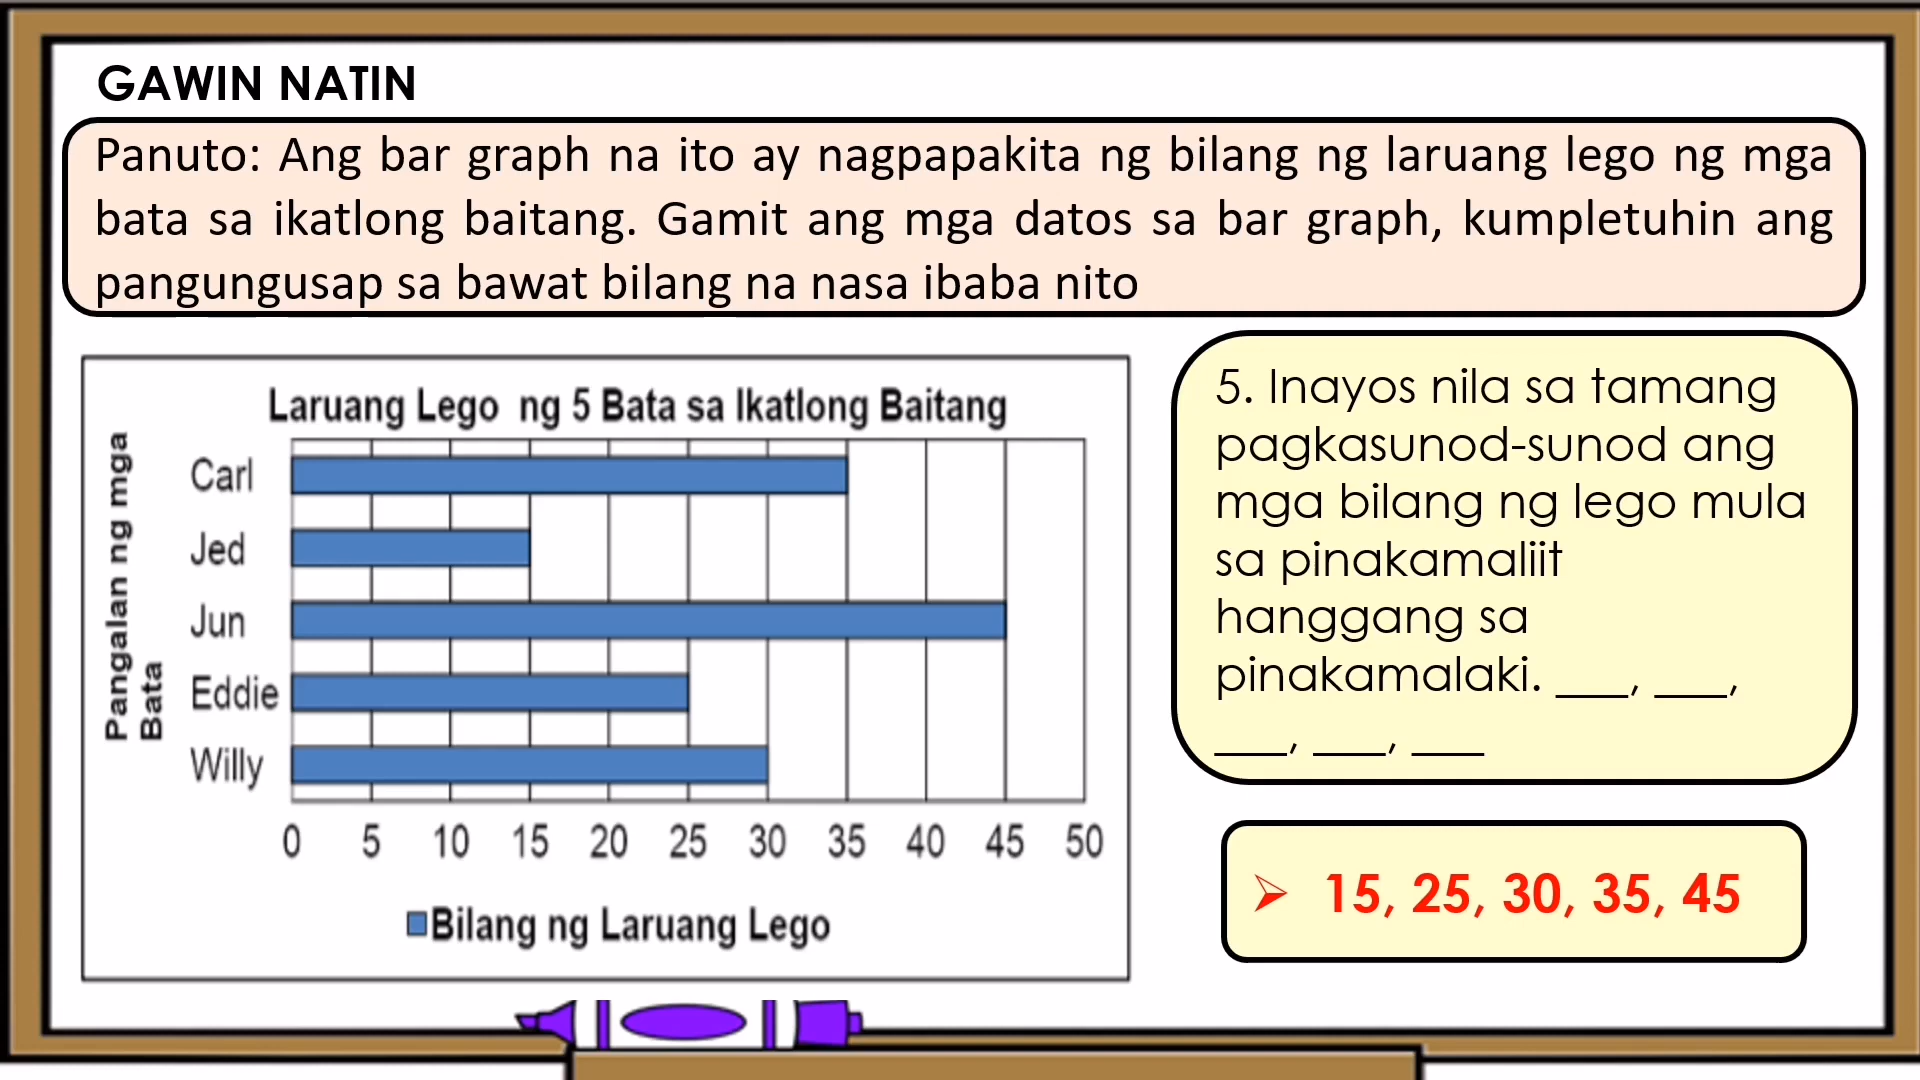 GAWIN NATIN
Panuto: Ang bar graph na ito ay nagpapakita ng bilang ng laruang lego ng mga
bata sa ikatlong baitang. Gamit ang mga datos sa bar graph, kumpletuhin ang
pangungusap sa bawat bilang na nasa ibaba nito
Laruang Lego ng 5 Bata sa Ikatlong Baitang
Pangalan ng mga
Bata
Carl
Jed
Jun
Eddie
Willy
0 5 10 15 20 25 30 35 40 45 50
Bilang ng Laruang Lego
5. Inayos nila sa tamang
pagkasunod-sunod ang
mga bilang ng lego mula
sa pinakamaliit
hanggang sa
pinakamalaki. ___, ___,
___, ___, ___
➢ 15, 25, 30, 35, 45